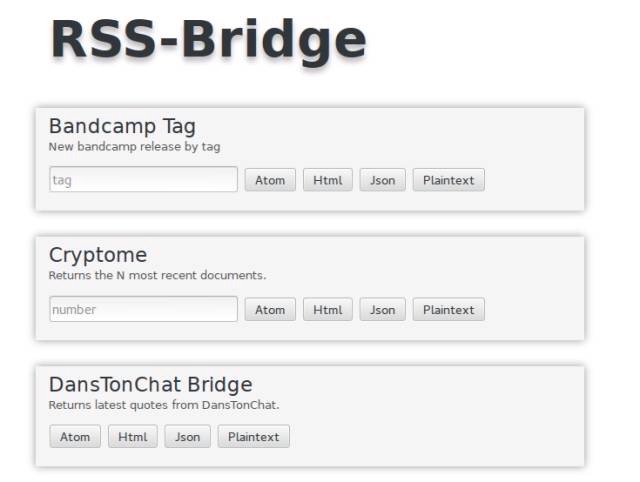 RSS-Bridge
Bandcamp Tag
New bandcamp release by tag
tag Atom Html Json Plaintext
Cryptome
Returns the N most recent documents.
number Atom Html Json Plaintext
DansTonChat Bridge
Returns latest quotes from DansTonChat.
Atom Html Json Plaintext